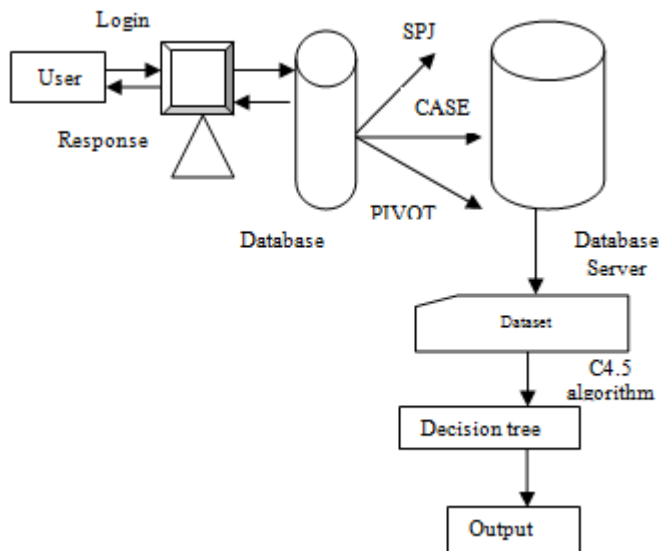 Login
SPJ
User
CASE
Response
PIVOT
Database
Database
Server
Dataset
C4.5
algorithm
Decision tree
Output